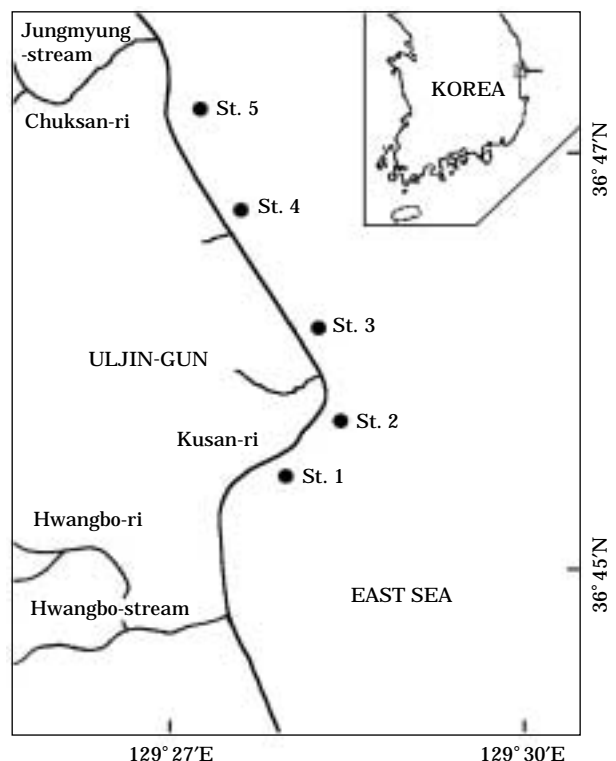 Jungmyung
-stream
Chuksan-ri
St. 5
KOREA
36°47′N
St. 4
St. 3
ULJIN-GUN
St. 2
Kusan-ri
St. 1
Hwangbo-ri
Hwangbo-stream
EAST SEA
36°45′N
129°27′E
129°30′E